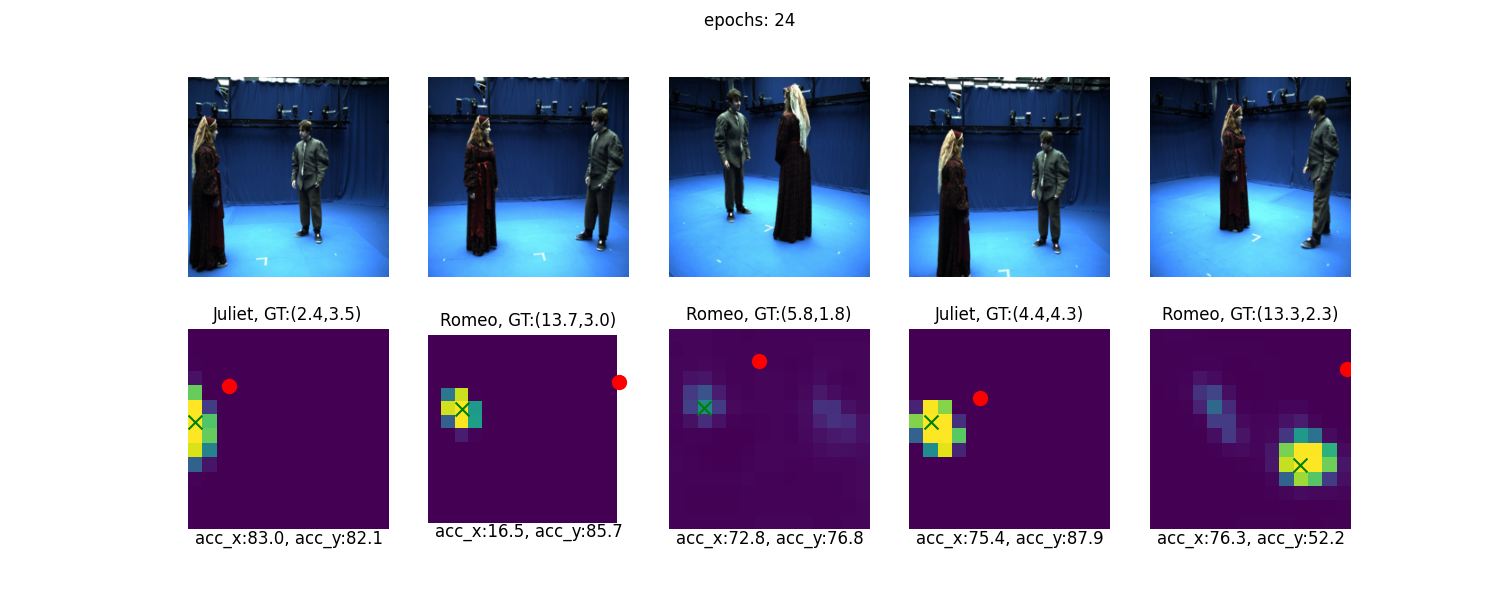 epochs: 24
Juliet, GT:(2.4,3.5)
Romeo, GT:(13.7,3.0)
Romeo, GT:(5.8,1.8)
Juliet, GT:(4.4,4.3)
Romeo, GT:(13.3,2.3)
acc_x:83.0, acc_y:82.1
acc_x:16.5, acc_y:85.7
acc_x:72.8, acc_y:76.8
acc_x:75.4, acc_y:87.9
acc_x:76.3, acc_y:52.2